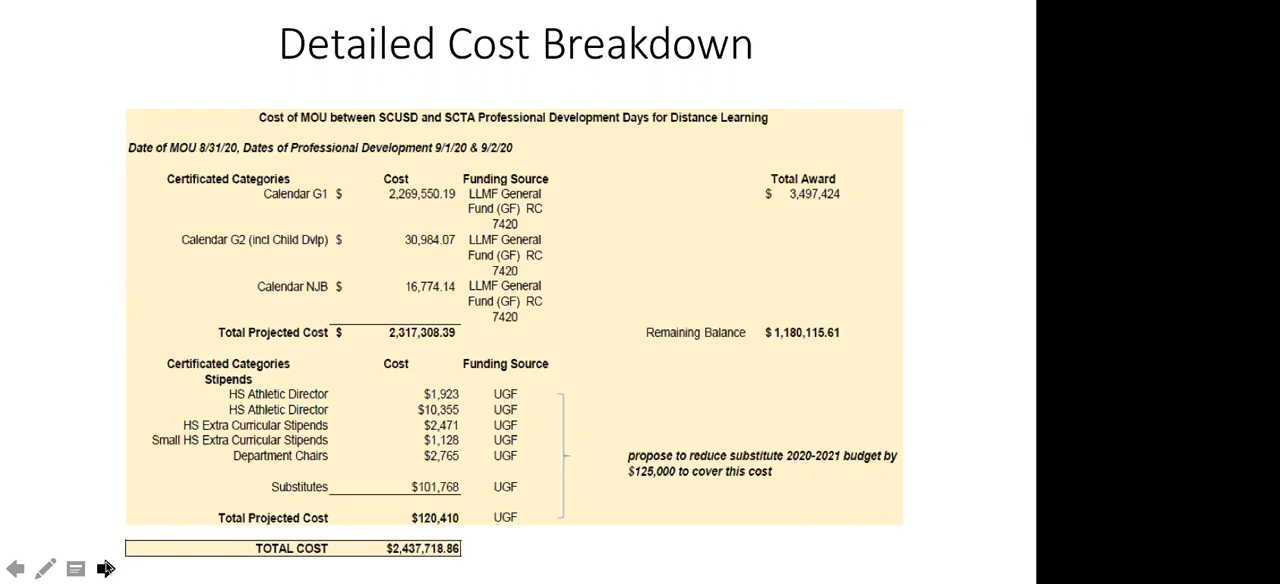 Detailed Cost Breakdown
Cost of MOU between SCUSD and SCTA Professional Development Days for Distance Learning
Date of MOU 8/31/20, Dates of Professional Development 9/1/20 & 9/2/20
Certificated Categories Cost Funding Source Total Award
Calendar G1 $ 2,269,550.19 LLMF General $ 3,497,424
Fund (GF) RC
7420
Calendar G2 (incl Child Dvlp) $ 30,984.07 LLMF General
Fund (GF) RC
7420
Calendar NJB $ 16,774.14 LLMF General
Fund (GF) RC
7420
Total Projected Cost $ 2,317,308.39 Remaining Balance $ 1,180,115.61
Certificated Categories Cost Funding Source
Stipends
HS Athletic Director $1,923 UGF
HS Athletic Director $10,355 UGF
HS Extra Curricular Stipends $2,471 UGF
Small HS Extra Curricular Stipends $1,128 UGF
Department Chairs $2,765 UGF propose to reduce substitute 2020-2021 budget by
$125,000 to cover this cost
Substitutes $101,768 UGF
Total Projected Cost $120,410 UGF
TOTAL COST $2,437,718.86